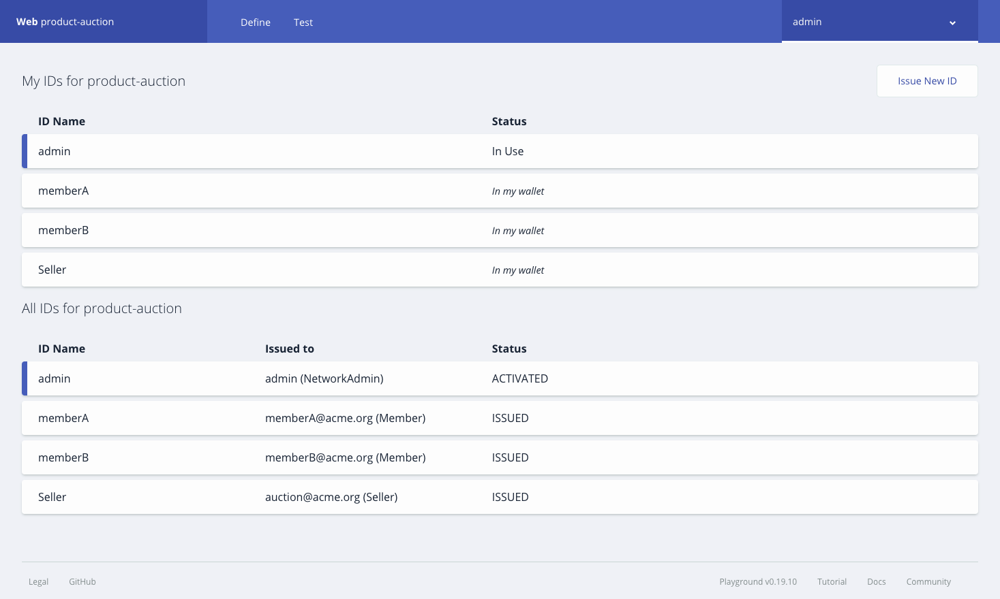 Web product-auction Define Test admin
My IDs for product-auction Issue New ID
ID Name Status
admin In Use
memberA In my wallet
memberB In my wallet
Seller In my wallet
All IDs for product-auction
ID Name Issued to Status
admin admin (NetworkAdmin) ACTIVATED
memberA memberA@acme.org (Member) ISSUED
memberB memberB@acme.org (Member) ISSUED
Seller auction@acme.org (Seller) ISSUED
Legal GitHub Playground v0.19.10 Tutorial Docs Community